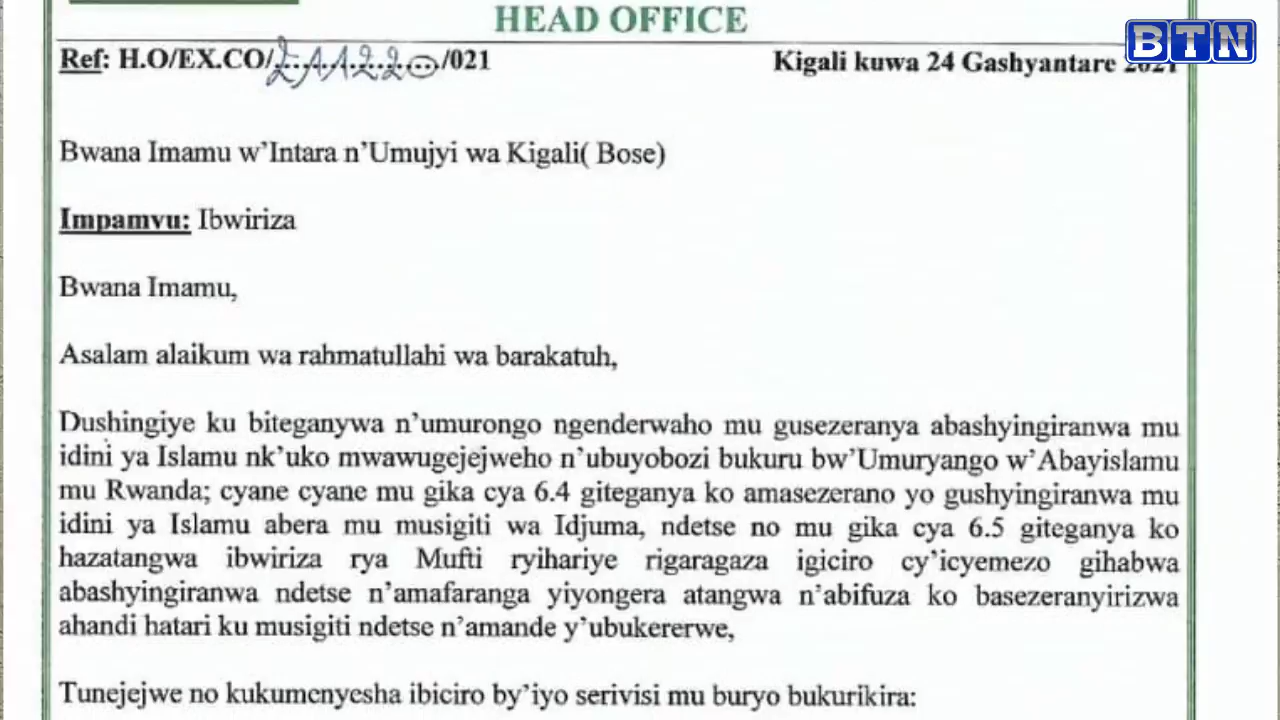 HEAD OFFICE
BTN
Ref: H.O/EX.CO/............/021
Kigali kuwa 24 Gashyantare 2021
Bwana Imamu w'Intara n'Umujyi wa Kigali( Bose)
Impamvu: Ibwiriza
Bwana Imamu,
Asalam alaikum wa rahmatullahi wa barakatuh,
Dushingiye ku biteganywa n'umurongo ngenderwaho mu gusezeranya abashyingiranwa mu
idini ya Islamu nk'uko mwawugejejweho n'ubuyobozi bukuru bw'Umuryango w'Abayislamu
mu Rwanda; cyane cyane mu gika cya 6.4 giteganya ko amasezerano yo gushyingiranwa mu
idini ya Islamu abera mu musigiti wa Idjuma, ndetse no mu gika cya 6.5 giteganya ko
hazatangwa ibwiriza rya Mufti ryihariye rigaragaza igiciro cy'icyemezo gihabwa
abashyingiranwa ndetse n'amafaranga yiyongera atangwa n'abifuza ko basezeranyirizwa
ahandi hatari ku musigiti ndetse n'amande y'ubukererwe,
Tunejejwe no kukumenyesha ibiciro by'iyo serivisi mu buryo bukurikira: